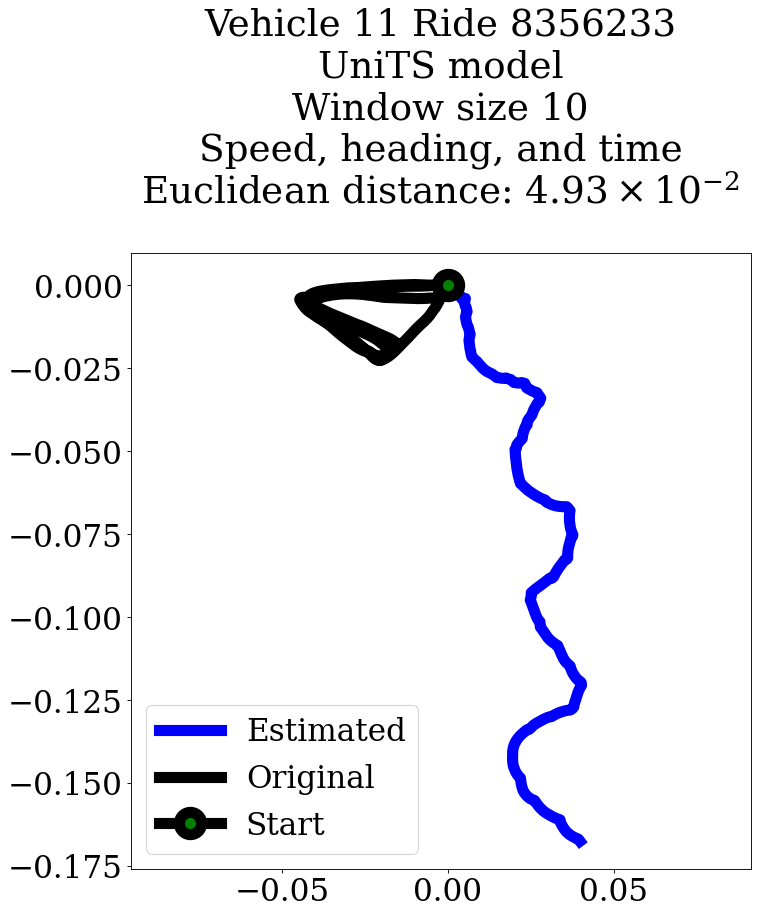 Vehicle 11 Ride 8356233
UniTS model
Window size 10
Speed, heading, and time
Euclidean distance: 4.93 × 10⁻²
0.000
−0.025
−0.050
−0.075
−0.100
−0.125
−0.150
−0.175
Estimated
Original
Start
−0.05 0.00 0.05